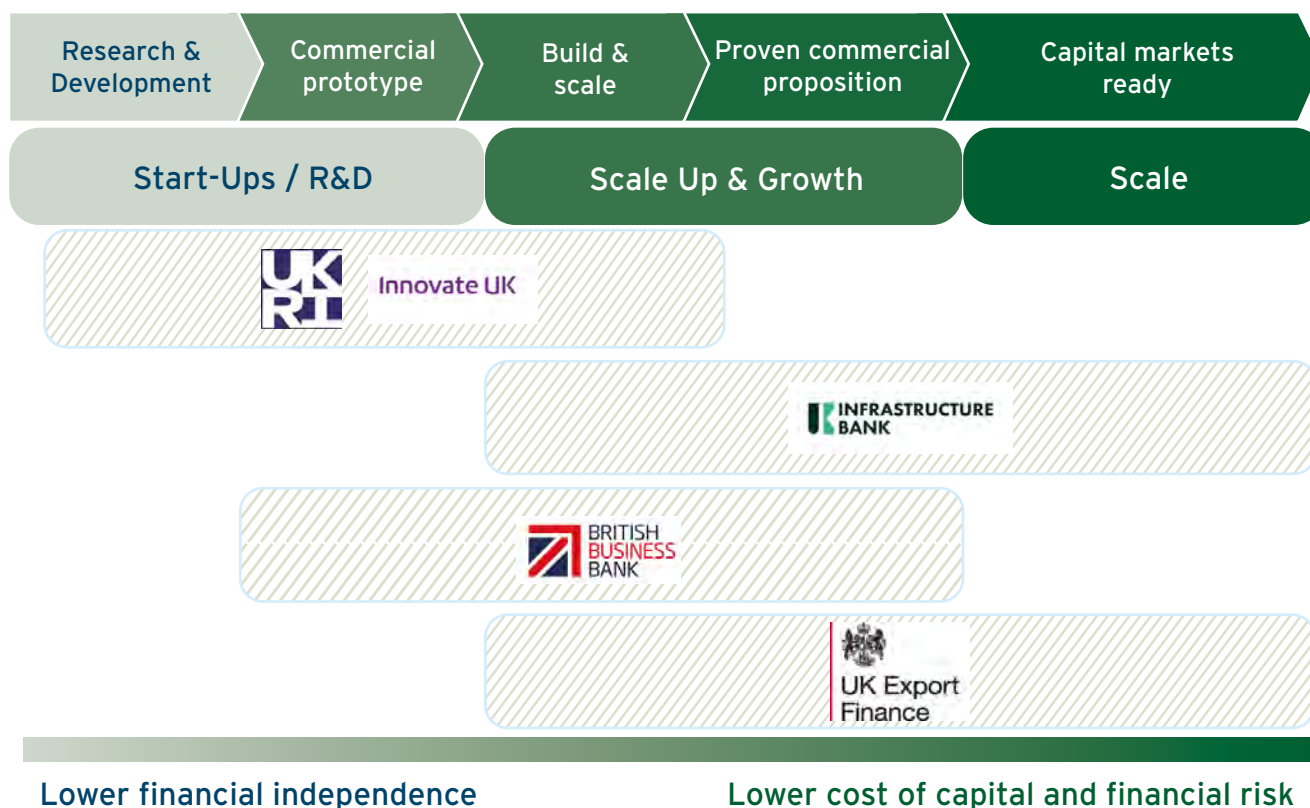 Research &
Development
Commercial
prototype
Build &
scale
Proven commercial
proposition
Capital markets
ready
Start-Ups / R&D
Scale Up & Growth
Scale
UK
RI
Innovate UK
UK INFRASTRUCTURE
BANK
BRITISH
BUSINESS
BANK
UK Export
Finance
Lower financial independence
Lower cost of capital and financial risk